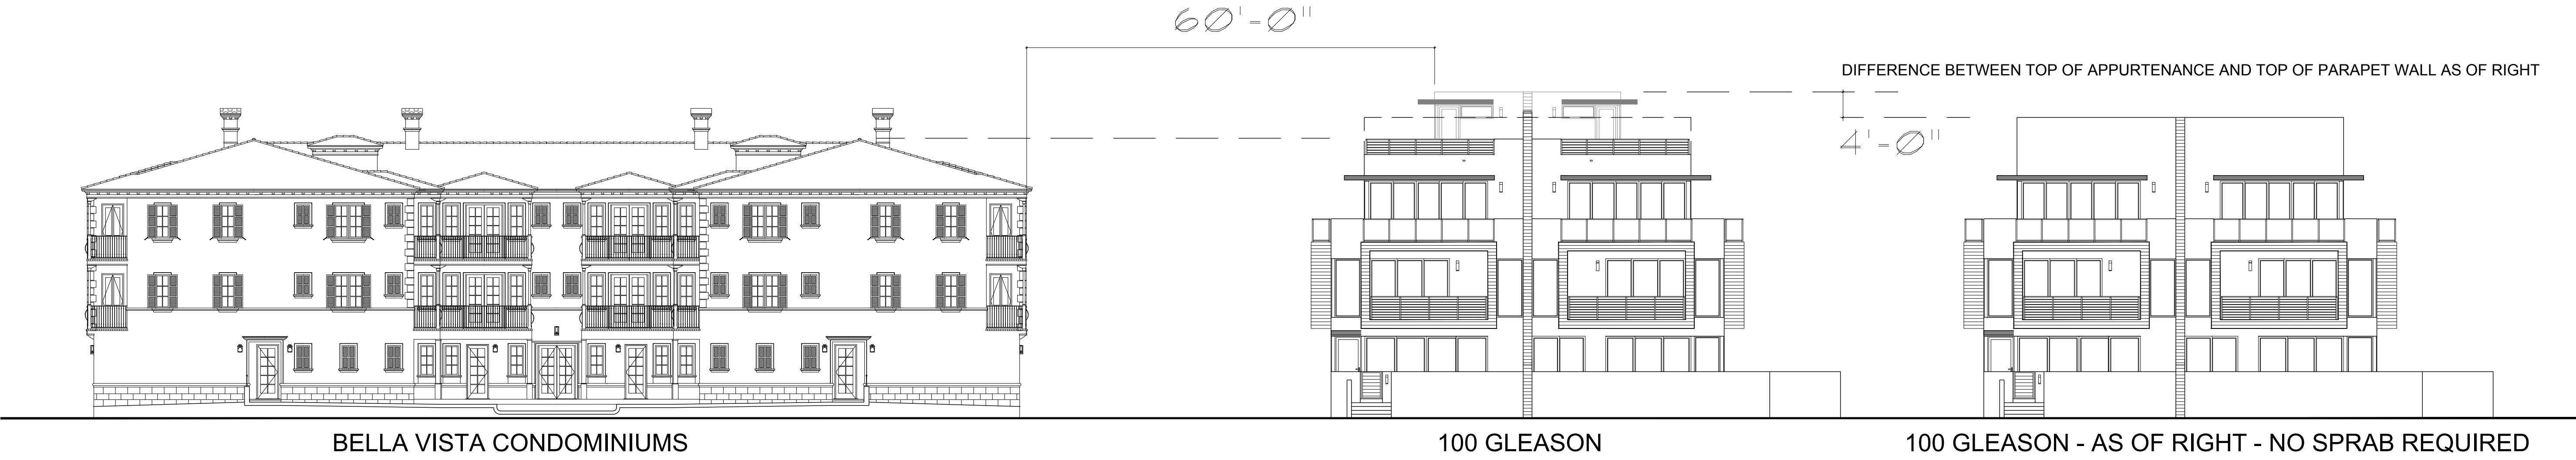 60'-0"
DIFFERENCE BETWEEN TOP OF APPURTENANCE AND TOP OF PARAPET WALL AS OF RIGHT
4'-0"
BELLA VISTA CONDOMINIUMS
100 GLEASON
100 GLEASON - AS OF RIGHT - NO SPRAB REQUIRED